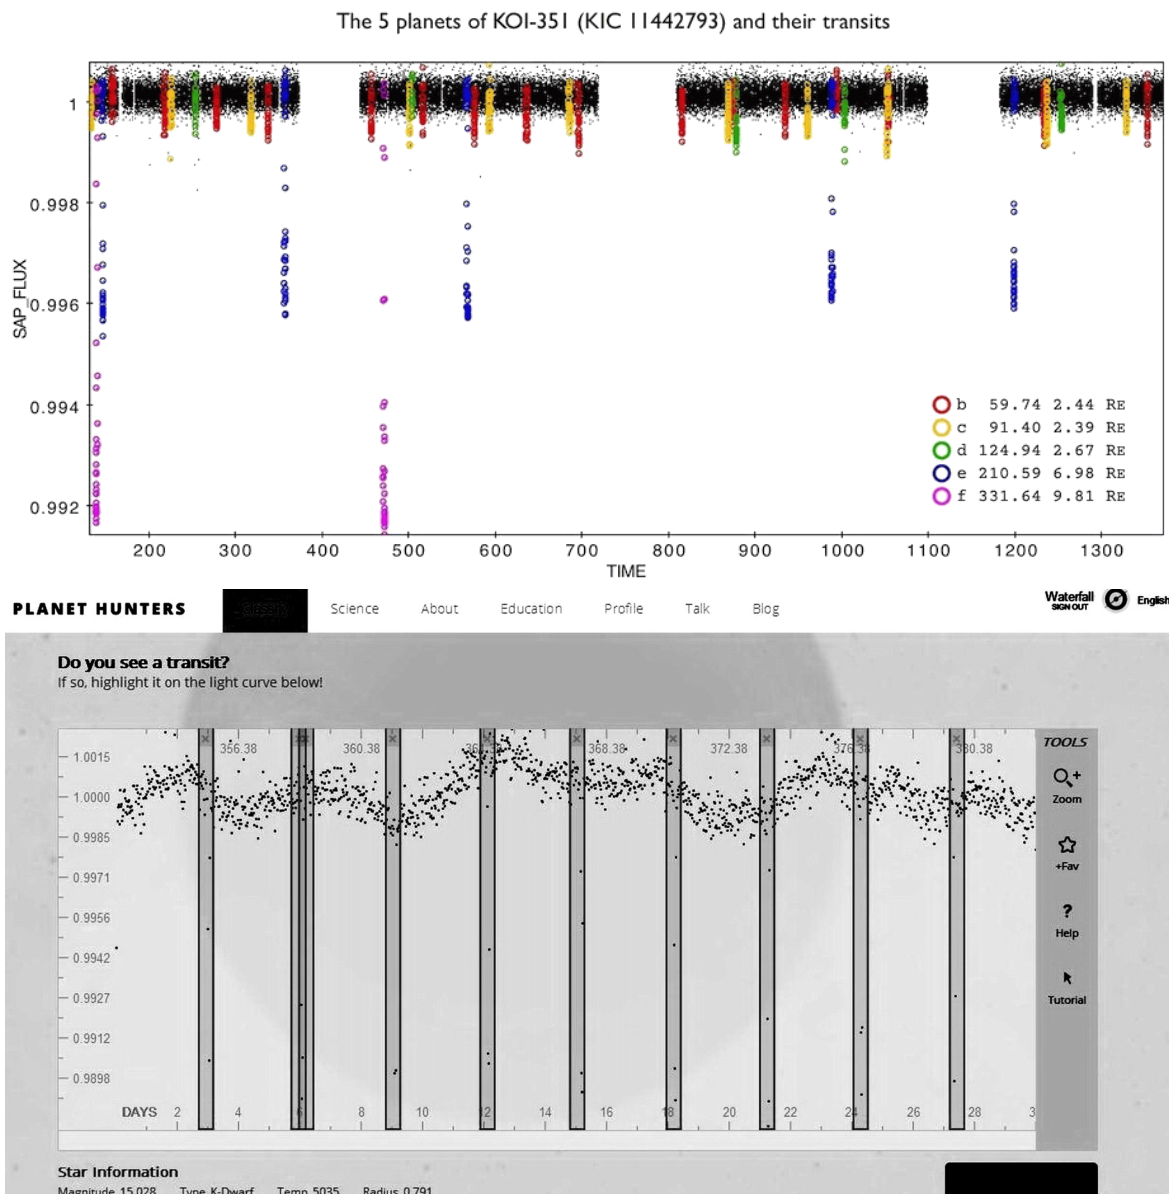 The 5 planets of KOI-351 (KIC 11442793) and their transits
1
0.998
0.996
0.994
0.992
SAP_FLUX
b 59.74 2.44 RE
c 91.40 2.39 RE
d 124.94 2.67 RE
e 210.59 6.98 RE
f 331.64 9.81 RE
200 300 400 500 600 700 800 900 1000 1100 1200 1300
TIME
PLANET HUNTERS Science About Education Profile Talk Blog
Waterfall English
SIGN OUT
Do you see a transit?
If so, highlight it on the light curve below!
356.38 360.38 368.38 372.38 376.38 380.38
1.0015
1.0000
0.9985
0.9971
0.9956
0.9942
0.9927
0.9912
0.9898
DAYS 2 4 6 8 10 12 14 16 18 20 22 24 26 28
TOOLS
Zoom
+Fav
?
Help
Tutorial
Star Information
Magnitude 15.028 Type K-Dwarf Temp 5035 Radius 0.791